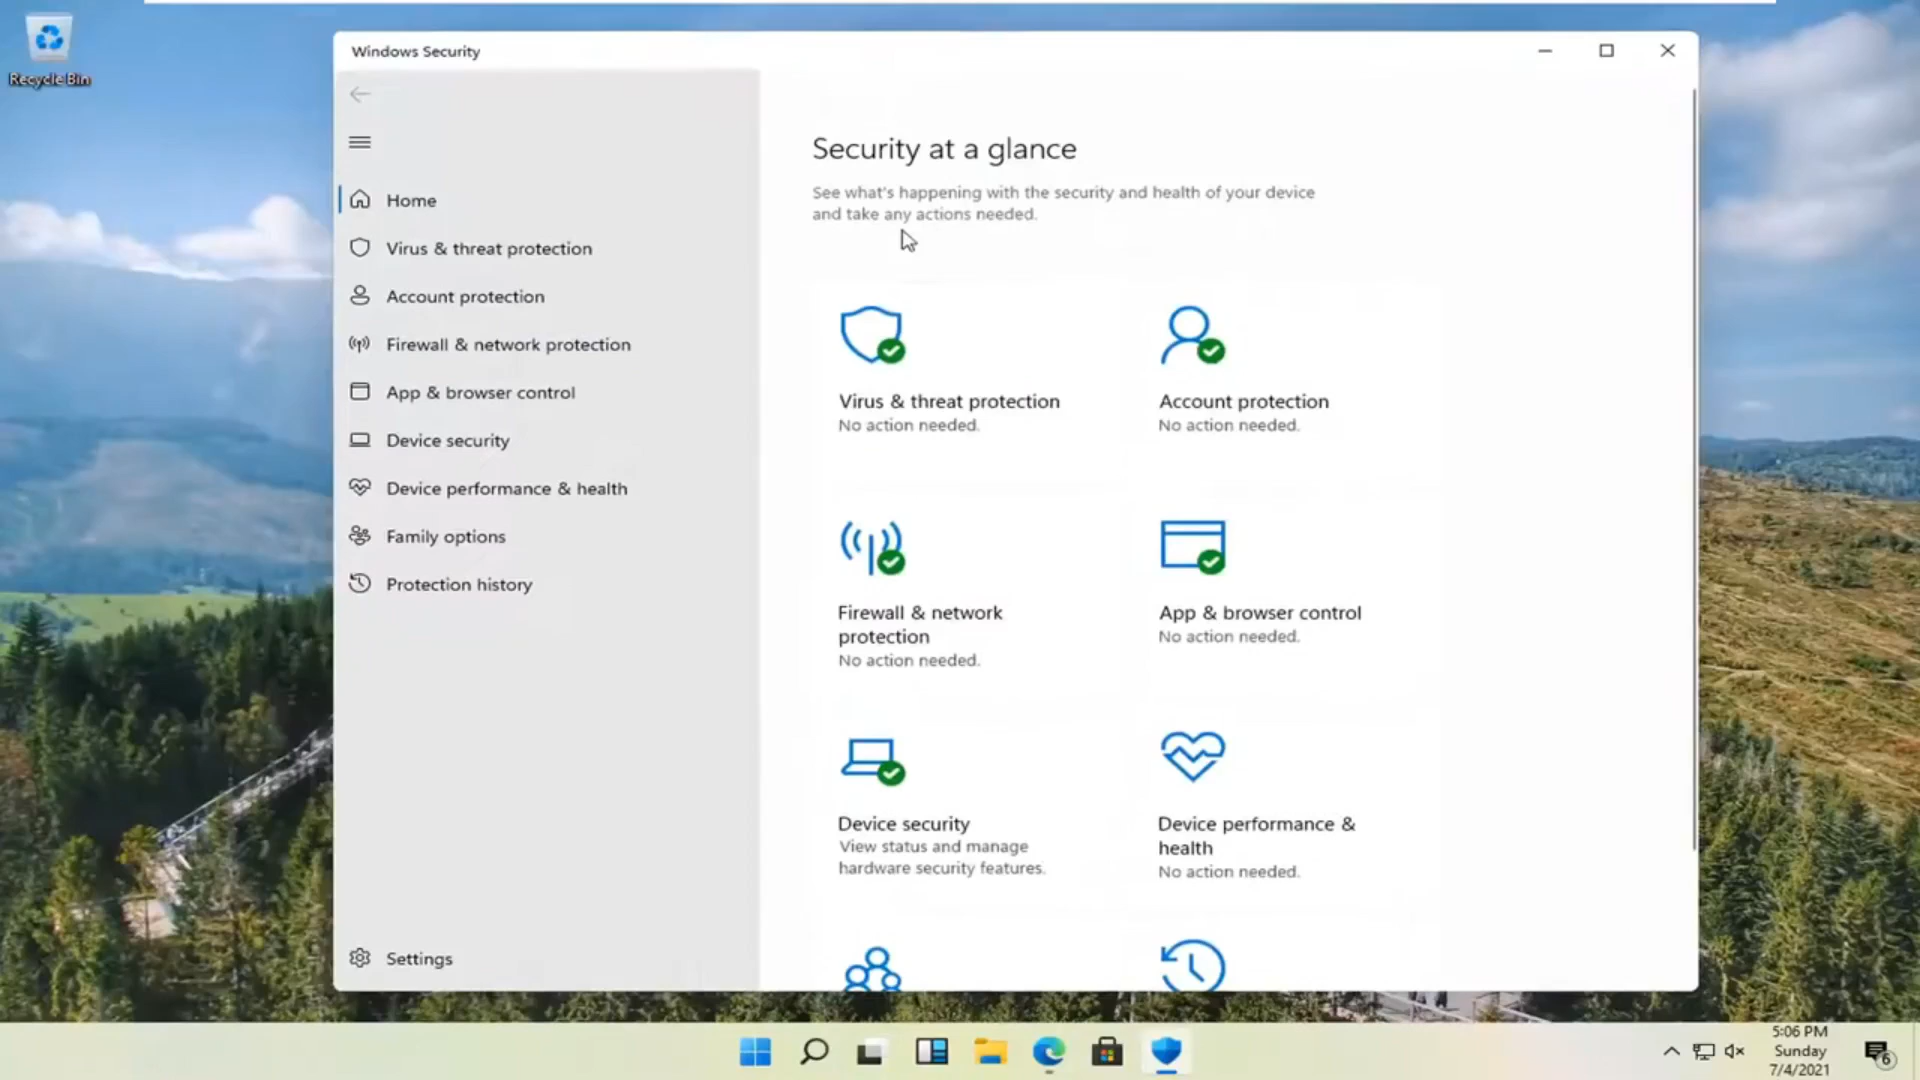 Recycle Bin
Windows Security
Home
Virus & threat protection
Account protection
Firewall & network protection
App & browser control
Device security
Device performance & health
Family options
Protection history
Settings
Security at a glance
See what's happening with the security and health of your device
and take any actions needed.
Virus & threat protection
No action needed.
Account protection
No action needed.
Firewall & network
protection
No action needed.
App & browser control
No action needed.
Device security
View status and manage
hardware security features.
Device performance &
health
No action needed.
5:06 PM
Sunday
7/4/2021
6